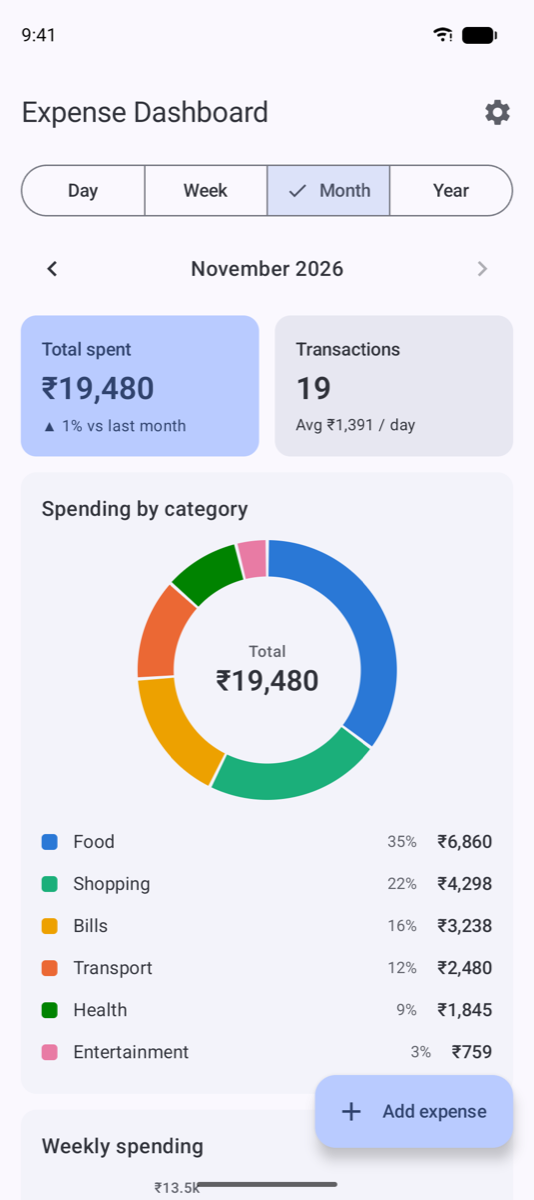 9:41
Expense Dashboard
Day Week Month Year
November 2026
Total spent
₹19,480
▲ 1% vs last month
Transactions
19
Avg ₹1,391 / day
Spending by category
Total
₹19,480
Food 35% ₹6,860
Shopping 22% ₹4,298
Bills 16% ₹3,238
Transport 12% ₹2,480
Health 9% ₹1,845
Entertainment 3% ₹759
Add expense
Weekly spending
₹13.5k